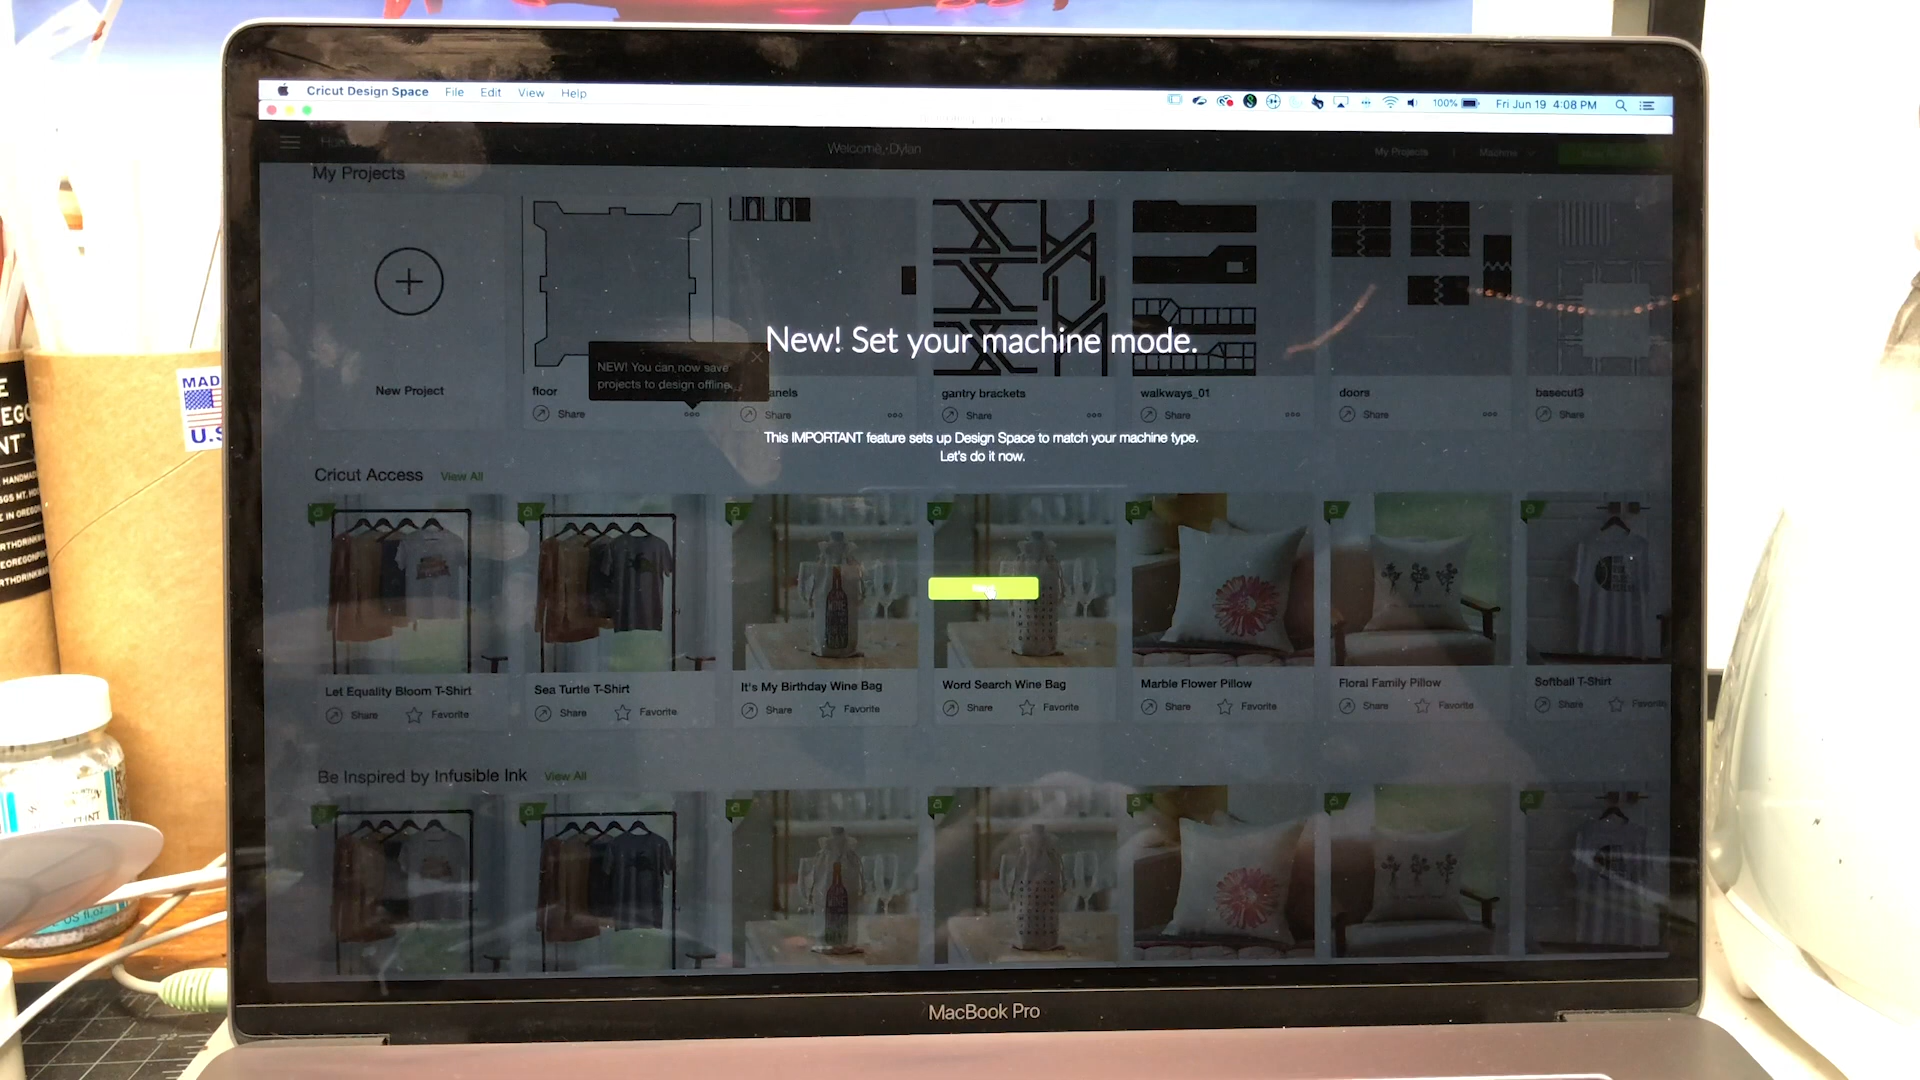 Cricut Design Space File Edit View Help
100% Fri Jun 19 4:08 PM
Welcome, Dylan
My Projects
My Projects
New! Set your machine mode.
NEW! You can now save
projects to design offline
New Project
floor
gantry brackets
walkways_01
doors
basecut3
Share
Share
Share
Share
Share
Share
This IMPORTANT feature sets up Design Space to match your machine type.
Let's do it now.
Cricut Access View All
Let Equality Bloom T-Shirt
Sea Turtle T-Shirt
It's My Birthday Wine Bag
Word Search Wine Bag
Marble Flower Pillow
Floral Family Pillow
Softball T-Shirt
Share Favorite
Share Favorite
Share Favorite
Share Favorite
Share Favorite
Share Favorite
Share Favorite
Be Inspired by Infusible Ink View All
MacBook Pro
MAD
U.S